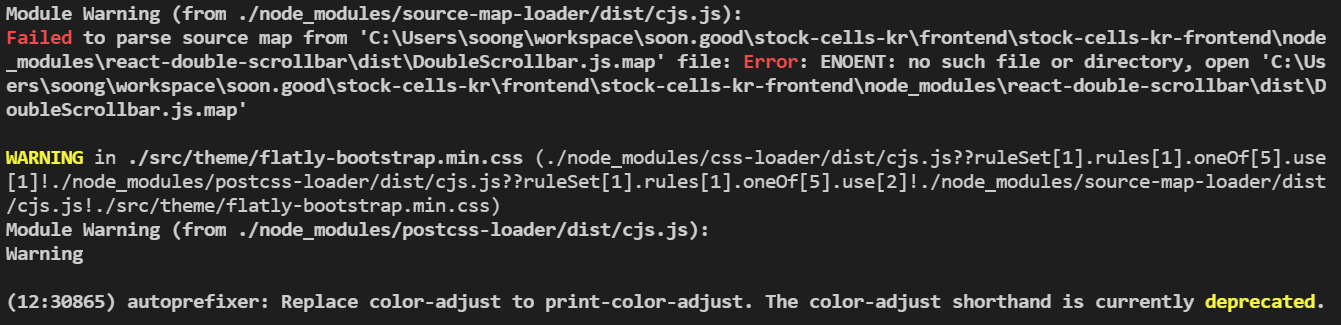 Module Warning (from ./node_modules/source-map-loader/dist/cjs.js):
Failed to parse source map from 'C:\Users\soong\workspace\soon.good\stock-cells-kr\frontend\stock-cells-kr-frontend\node
_modules\react-double-scrollbar\dist\DoubleScrollbar.js.map' file: Error: ENOENT: no such file or directory, open 'C:\Us
ers\soong\workspace\soon.good\stock-cells-kr\frontend\stock-cells-kr-frontend\node_modules\react-double-scrollbar\dist\D
oubleScrollbar.js.map'
WARNING in ./src/theme/flatly-bootstrap.min.css (./node_modules/css-loader/dist/cjs.js??ruleSet[1].rules[1].oneOf[5].use
[1]!./node_modules/postcss-loader/dist/cjs.js??ruleSet[1].rules[1].oneOf[5].use[2]!./node_modules/source-map-loader/dist
/cjs.js!./src/theme/flatly-bootstrap.min.css)
Module Warning (from ./node_modules/postcss-loader/dist/cjs.js):
Warning
(12:30865) autoprefixer: Replace color-adjust to print-color-adjust. The color-adjust shorthand is currently deprecated.